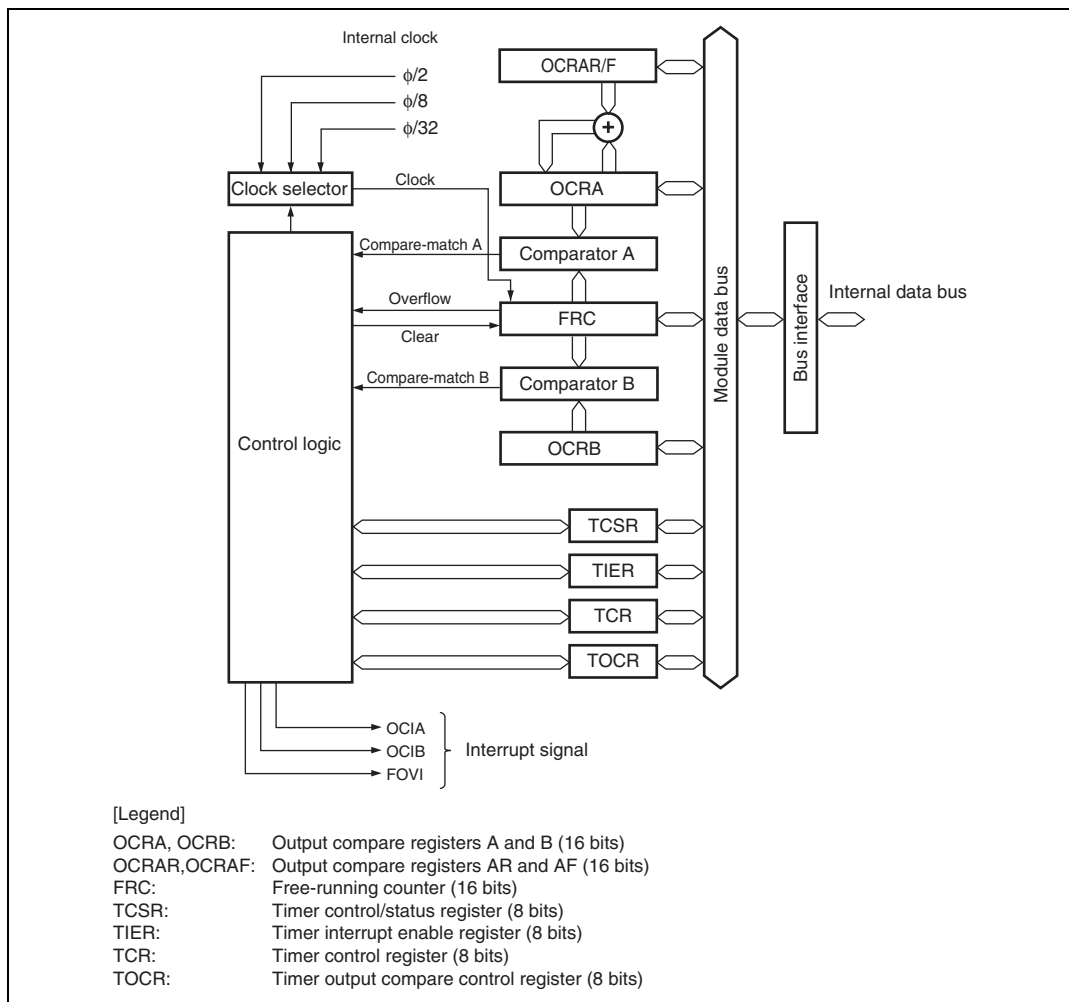 Internal clock
ϕ/2
ϕ/8
ϕ/32
OCRAR/F
+
Clock selector
Clock
OCRA
Compare-match A
Comparator A
Overflow
FRC
Clear
Compare-match B
Comparator B
Control logic
OCRB
Module data bus
Bus interface
Internal data bus
TCSR
TIER
TCR
TOCR
OCIA
OCIB
FOVI
Interrupt signal
[Legend]
OCRA, OCRB: Output compare registers A and B (16 bits)
OCRAR,OCRAF: Output compare registers AR and AF (16 bits)
FRC: Free-running counter (16 bits)
TCSR: Timer control/status register (8 bits)
TIER: Timer interrupt enable register (8 bits)
TCR: Timer control register (8 bits)
TOCR: Timer output compare control register (8 bits)